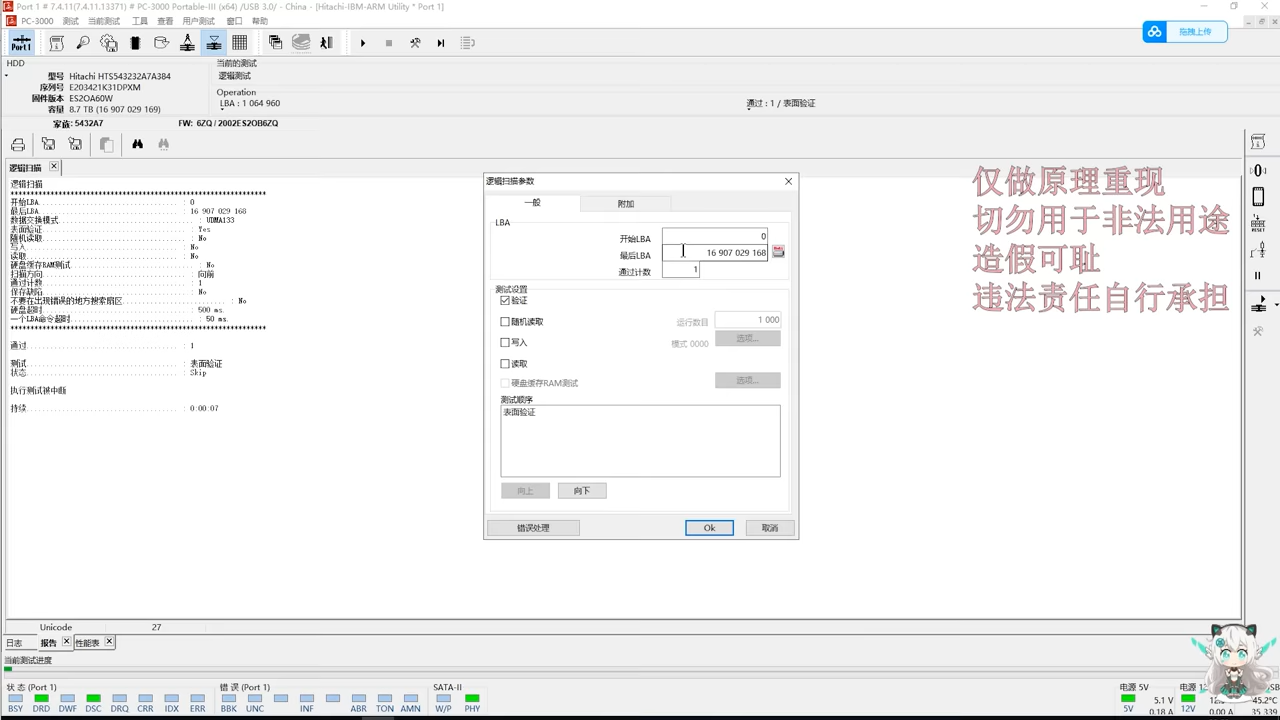 Port 1 # 7.4.11(7.4.11.13371) # PC-3000 Portable-III (x64) /USB 3.0/ - China - [Hitachi-IBM-ARM Utility * Port 1]
PC-3000 测试 当前测试 工具 查看 用户测试 窗口 帮助
Port1
拖拽上传
HDD
型号 Hitachi HTS543232A7A3B4
序列号 E203421K31DPXM
固件版本 ES2OA60W
容量 8.7 TB (16 907 029 169)
当前的测试
逻辑测试
Operation
LBA : 1 064 960
通过 : 1 / 表面验证
家族: 5432A7
FW: 6ZQ / 2002ES2OB6ZQ
逻辑扫描
逻辑扫描
开始LBA : 0
最后LBA : 16 907 029 168
数据交换模式 : UDMA133
表面验证 : Yes
随机读取 : No
写入 : No
读取 : No
硬盘缓存RAM测试 : No
扫描方向 : 向前
通过计数 : 1
保存缺陷 : No
不要在出现错误的地方搜索扇区 : No
硬盘超时 : 500 ms.
一个LBA命令超时 : 50 ms.
通过 : 1
测试 : 表面验证
状态 : Skip
执行测试被中断
持续 : 0:00:07
逻辑扫描参数
一般 附加
LBA
开始LBA 0
最后LBA 16 907 029 168
通过计数 1
测试设置
验证
随机读取 运行数目 1 000
写入 模式 0000 选项...
读取
硬盘缓存RAM测试 选项...
测试顺序
表面验证
向上 向下
错误处理 Ok 取消
仅做原理重现
切勿用于非法用途
造假可耻
违法责任自行承担
Unicode 27
日志 报告 性能表
当前测试进度
状态 (Port 1) 错误 (Port 1) SATA-II 电源 5V
BSY DRD DWF DSC DRQ CRR IDX ERR BBK UNC INF ABR TON AMN W/P PHY
5V 5.1 V 0.18 A 12V 0.00 A 45.2°C 35.339